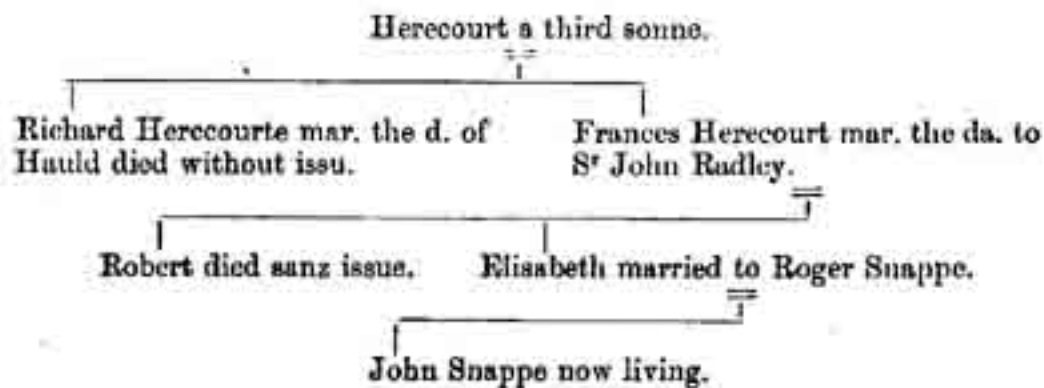 Herecourt a third sonne.
Richard Herecourte mar. the d. of
Hauld died without issu.
Frances Herecourt mar. the da. to
Sr John Radley.
Robert died sanz issue.
Elisabeth married to Roger Snappe.
John Snappe now living.